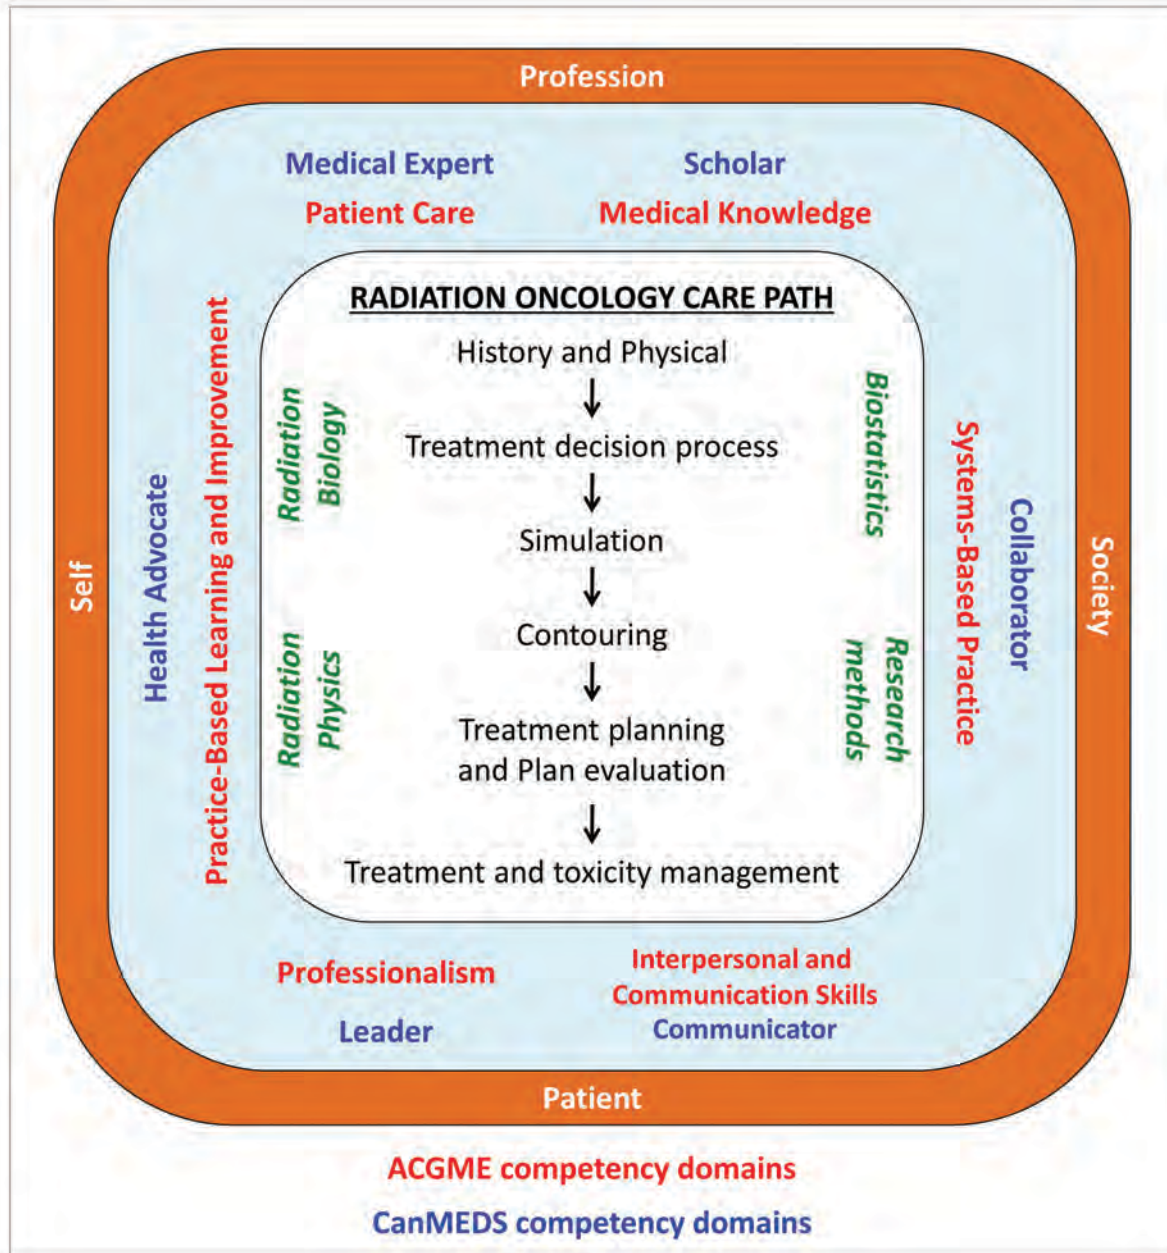 Profession
Medical Expert
Scholar
Patient Care
Medical Knowledge
RADIATION ONCOLOGY CARE PATH
History and Physical
Treatment decision process
Simulation
Contouring
Treatment planning
and Plan evaluation
Treatment and toxicity management
Radiation
Biology
Radiation
Physics
Biostatistics
Research
methods
Self
Health Advocate
Practice-Based Learning and Improvement
Systems-Based Practice
Collaborator
Society
Professionalism
Leader
Interpersonal and
Communication Skills
Communicator
Patient
ACGME competency domains
CanMEDS competency domains